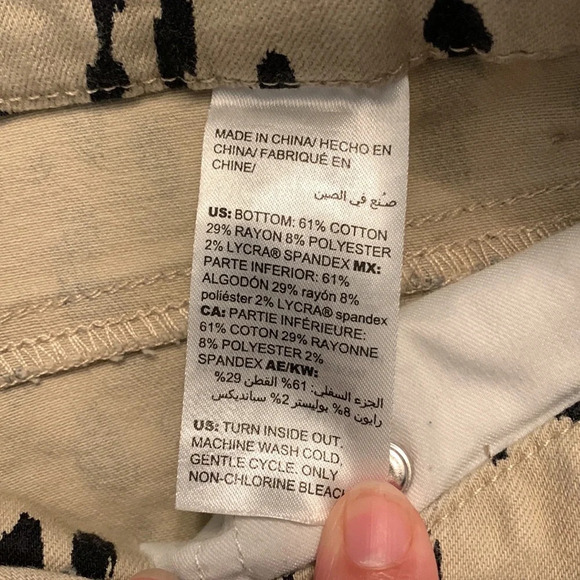 MADE IN CHINA/ HECHO EN
CHINA/ FABRIQUÉ EN
CHINE/
صنع في الصين
US: BOTTOM: 61% COTTON
29% RAYON 8% POLYESTER
2% LYCRA® SPANDEX MX:
PARTE INFERIOR: 61%
ALGODÓN 29% rayón 8%
poliéster 2% LYCRA® spandex
CA: PARTIE INFÉRIEURE:
61% COTON 29% RAYONNE
8% POLYESTER 2%
SPANDEX AE/KW:
الجزء السفلي: 61% القطن 29%
رايون 8% بوليستر 2% سبانديكس
US: TURN INSIDE OUT.
MACHINE WASH COLD,
GENTLE CYCLE. ONLY
NON-CHLORINE BLEAC